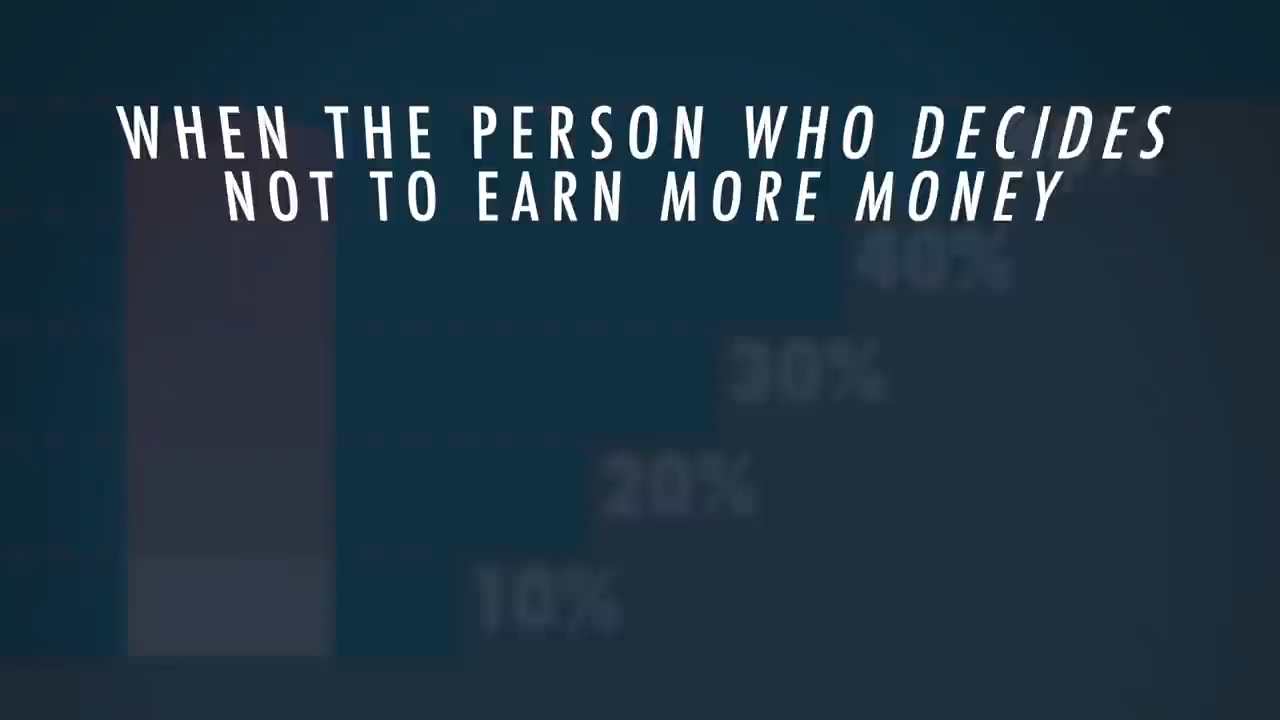 WHEN THE PERSON WHO DECIDES
NOT TO EARN MORE MONEY
40%
30%
20%
10%